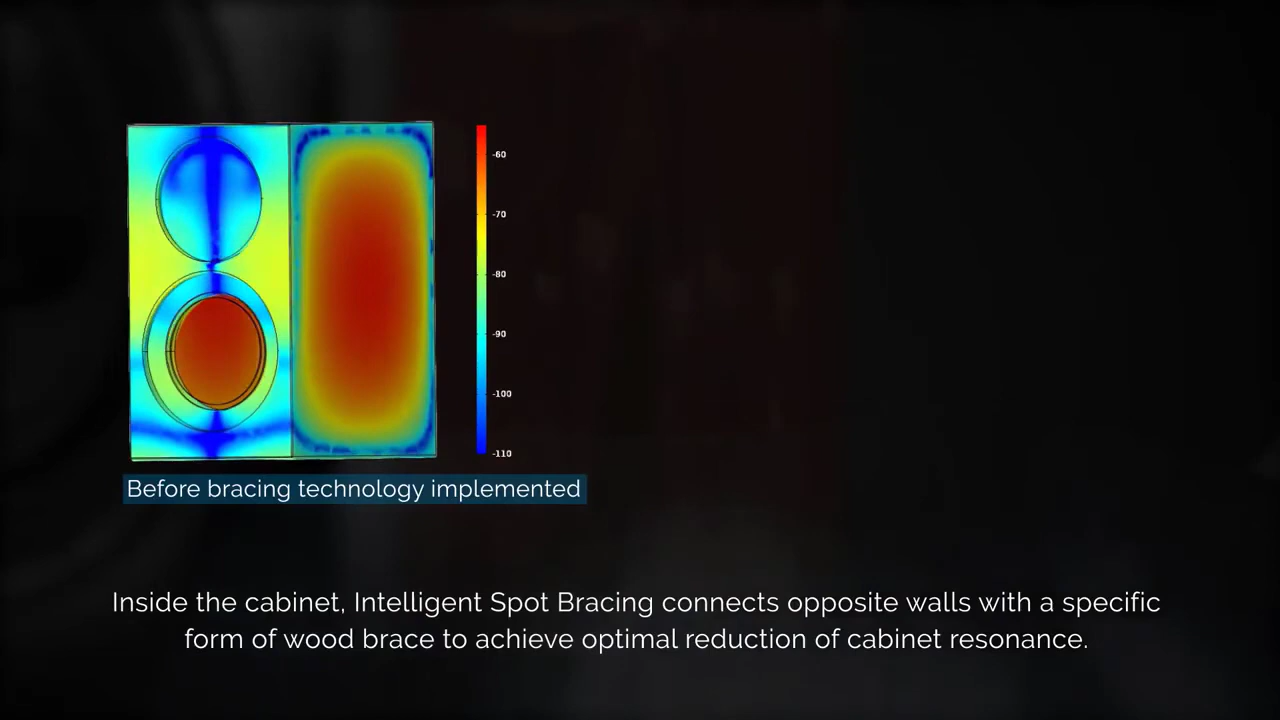 -60
-70
-80
-90
-100
-110
Before bracing technology implemented
Inside the cabinet, Intelligent Spot Bracing connects opposite walls with a specific
form of wood brace to achieve optimal reduction of cabinet resonance.